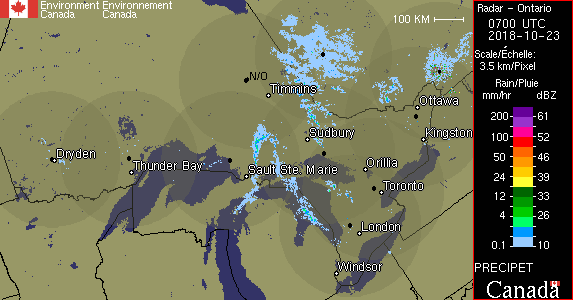 Environment Environnement
Canada Canada
100 KM
N/O
Timmins
Ottawa
Sudbury
Kingston
Dryden
Thunder Bay
Sault Ste. Marie
Orillia
Toronto
London
Windsor
Radar - Ontario
0700 UTC
2018-10-23
Scale/Échelle:
3.5 km/Pixel
Rain/Pluie
mm/hr dBZ
200 61
100 52
50 46
24 39
12 33
4 26
2 20
0.1 10
PRECIPET
Canada